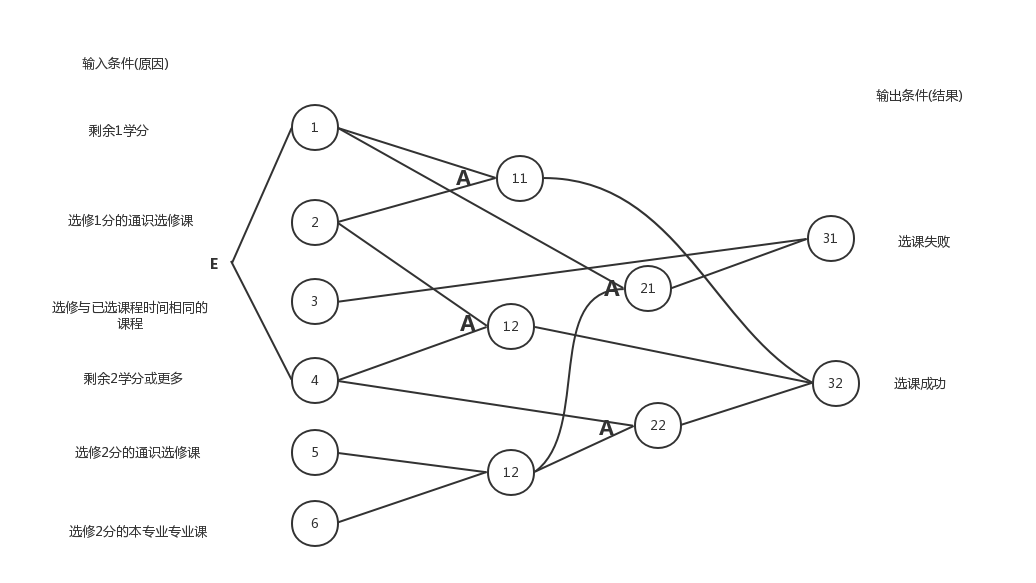 输入条件(原因)
输出条件(结果)
剩余1学分
1
A
11
选修1分的通识选修课
2
31
选课失败
E
选修与已选课程时间相同的
课程
3
A
21
A
12
剩余2学分或更多
4
32
选课成功
选修2分的通识选修课
5
A
22
12
选修2分的本专业专业课
6